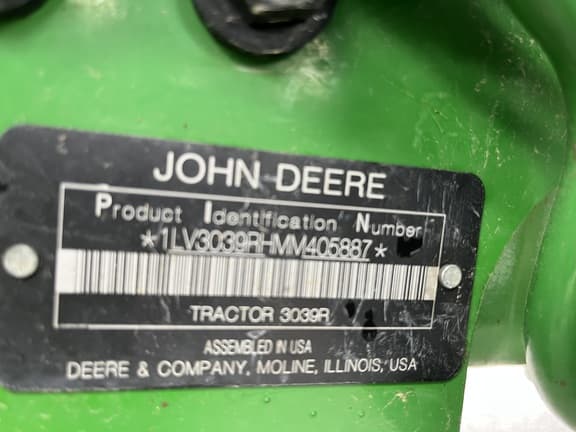 JOHN DEERE
Product Identification Number
*1LV3039RHMM405887*
TRACTOR 3039R
ASSEMBLED IN USA
DEERE & COMPANY, MOLINE, ILLINOIS, USA